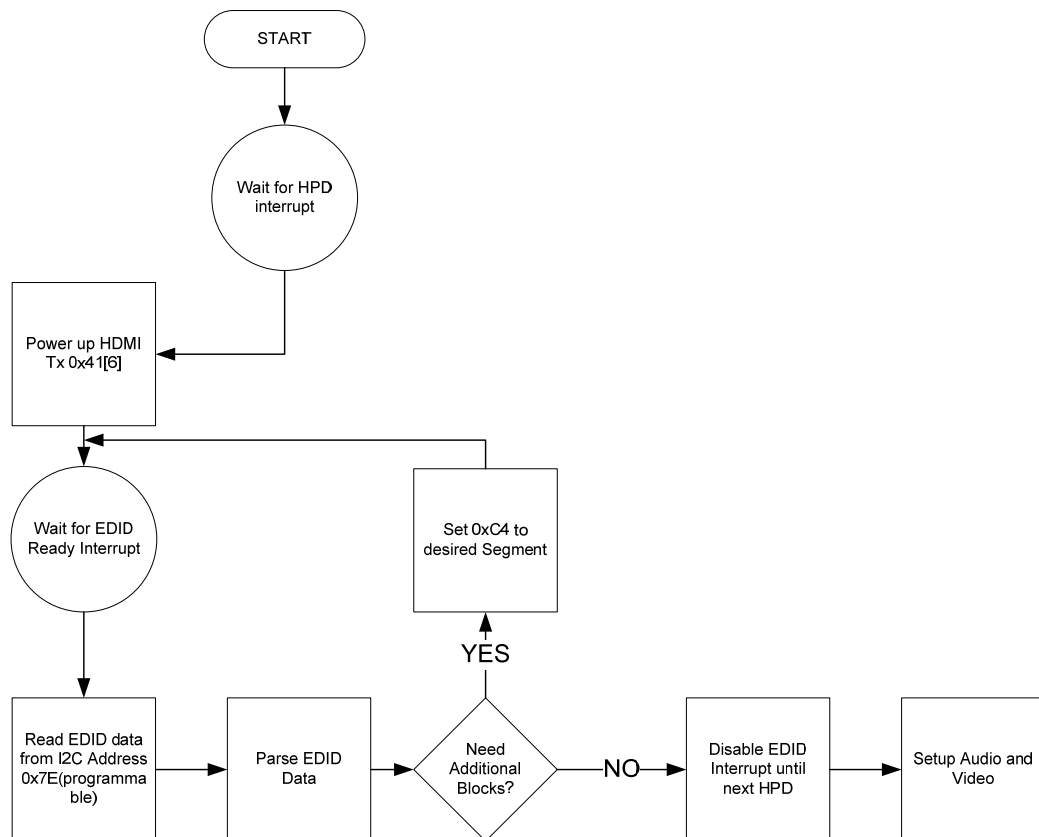 START
Wait for HPD
interrupt
Power up HDMI
Tx 0x41[6]
Wait for EDID
Ready Interrupt
Set 0xC4 to
desired Segment
YES
Read EDID data
from I2C Address
0x7E(programma
ble)
Parse EDID
Data
Need
Additional
Blocks?
NO
Disable EDID
Interrupt until
next HPD
Setup Audio and
Video